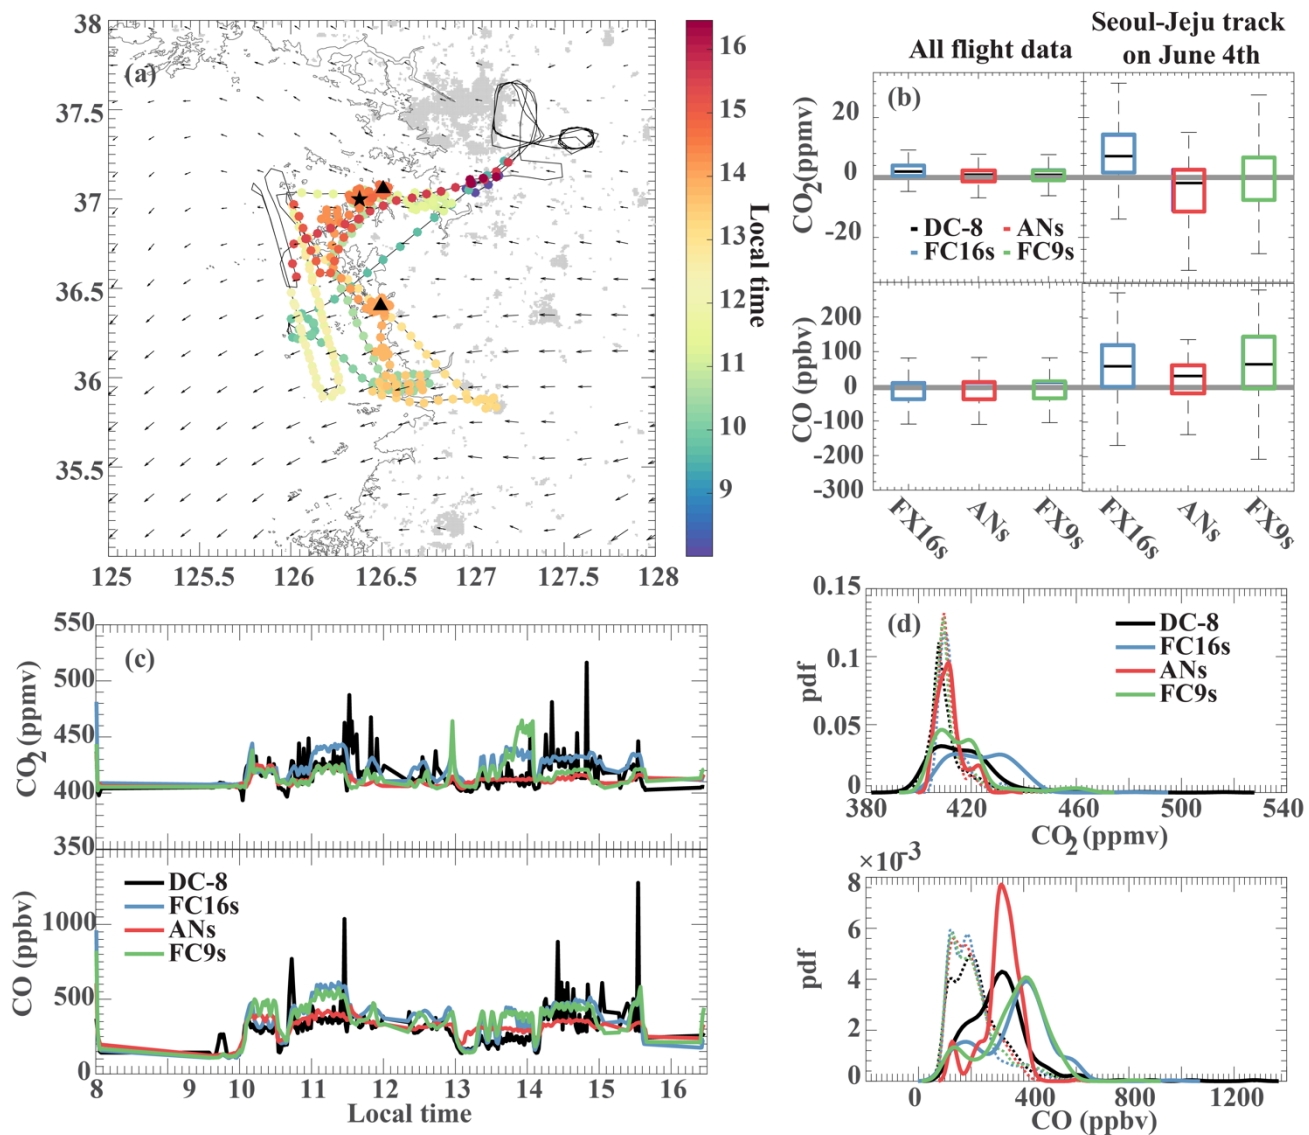 (a)
38
37.5
37
36.5
36
35.5
125
125.5
126
126.5
127
127.5
128
16
15
14
13
12
11
10
9
Local time
All flight data
Seoul-Jeju track
on June 4th
(b)
CO2(ppmv)
20
0
-20
DC-8
ANs
FC16s
FC9s
CO (ppbv)
200
100
0
-100
-200
-300
FX16s
ANs
FX9s
FX16s
ANs
FX9s
(c)
CO2 (ppmv)
550
500
450
400
350
CO (ppbv)
1000
500
0
DC-8
FC16s
ANs
FC9s
8
9
10
11
12
13
14
15
16
Local time
(d)
pdf
0.15
0.1
0.05
0
DC-8
FC16s
ANs
FC9s
380
420
460
500
540
CO2 (ppmv)
×10-3
pdf
8
6
4
2
0
0
400
800
1200
CO (ppbv)